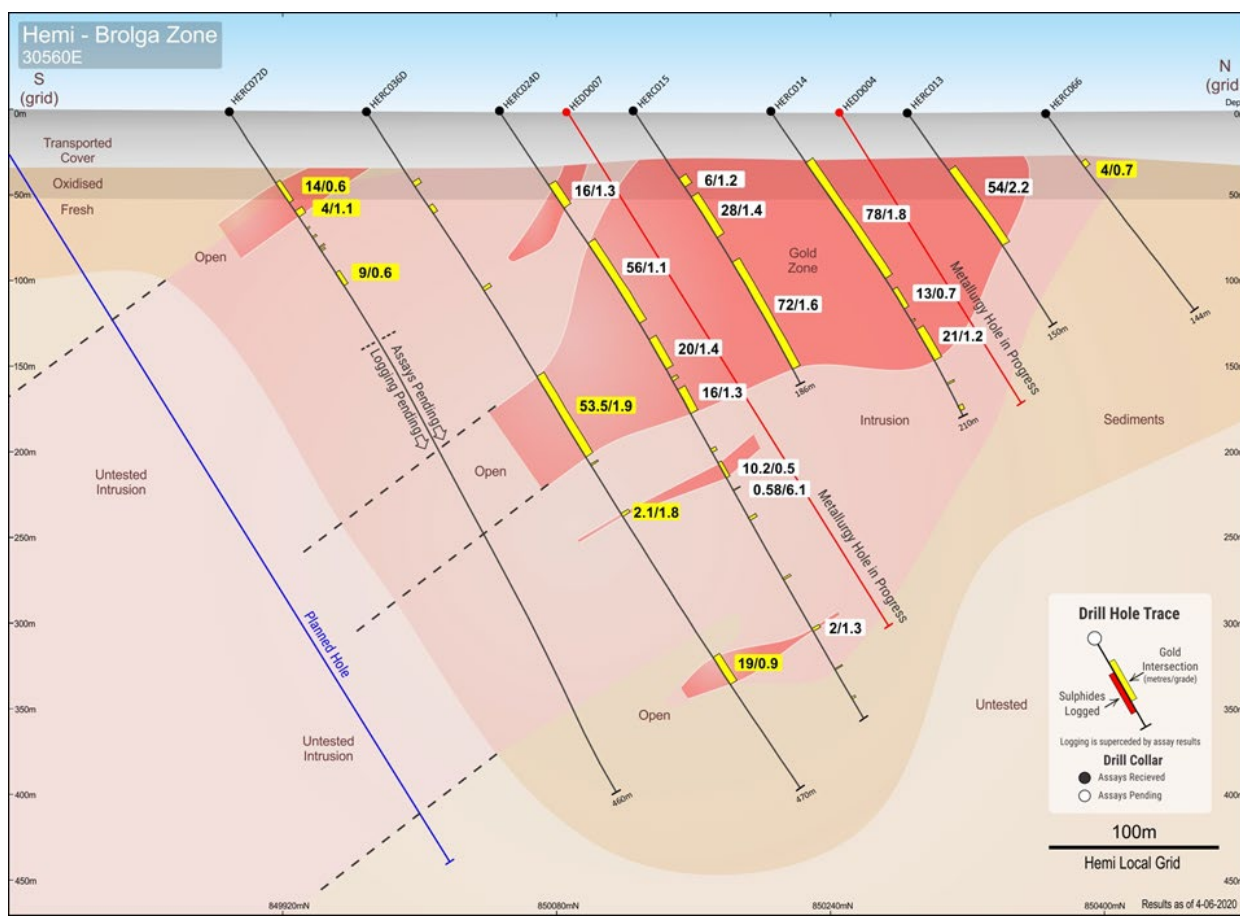 Hemi - Brolga Zone
30560E
S
(grid)
N
(grid)
HERC072D
HERC036D
HERC024D
HEDD007
HERC015
HERC014
HEDD004
HERC013
HERC066
0m
Transported
Cover
Oxidised
50m
Fresh
14/0.6
4/1.1
9/0.6
16/1.3
6/1.2
28/1.4
78/1.8
54/2.2
4/0.7
Open
56/1.1
Gold
Zone
72/1.6
13/0.7
21/1.2
100m
144m
150m
150m
Assays Pending
Logging Pending
20/1.4
16/1.3
53.5/1.9
186m
Intrusion
210m
Metallurgy Hole in Progress
Sediments
200m
Untested
Intrusion
Open
10.2/0.5
0.58/6.1
2.1/1.8
250m
Metallurgy Hole in Progress
300m
Planned Hole
2/1.3
19/0.9
Open
Untested
350m
Untested
Intrusion
400m
460m
470m
450m
Drill Hole Trace
Gold
Intersection
(metres/grade)
Sulphides
Logged
Logging is superceded by assay results
Drill Collar
Assays Recieved
Assays Pending
100m
Hemi Local Grid
849920mN
850080mN
850240mN
850400mN
Results as of 4-06-2020